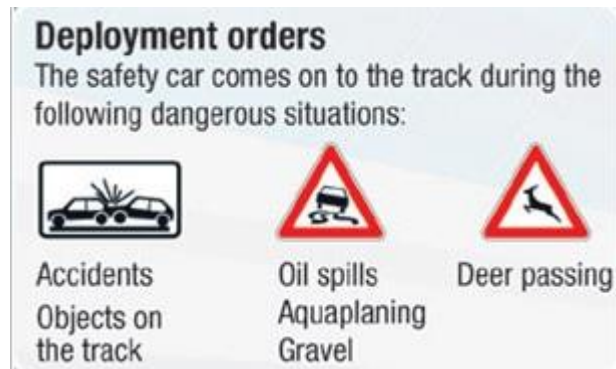 Deployment orders
The safety car comes on to the track during the
following dangerous situations:
Accidents
Objects on
the track
Oil spills
Aquaplaning
Gravel
Deer passing